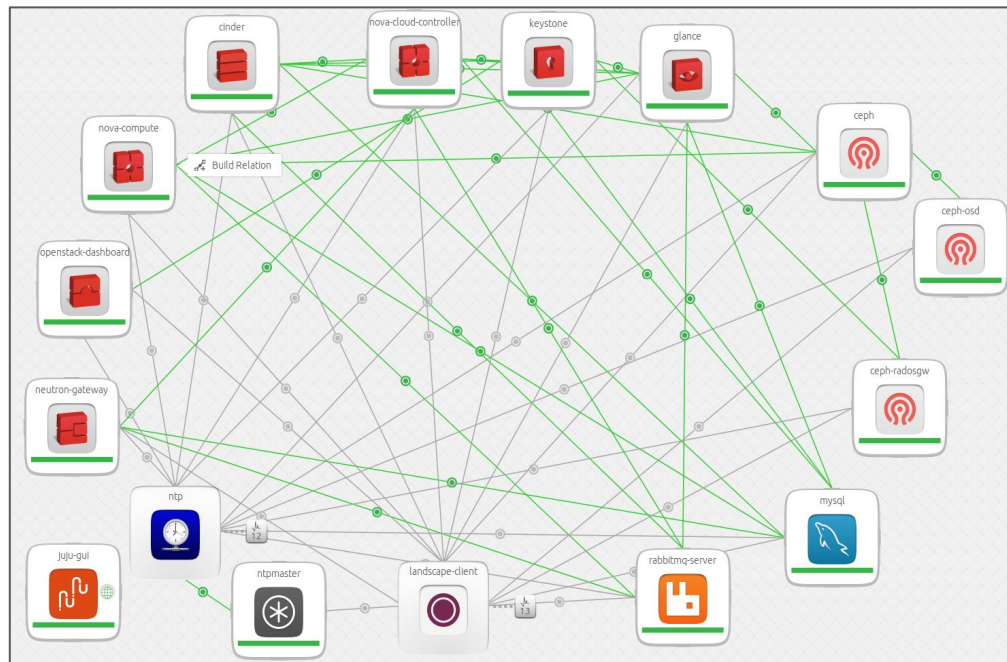 cinder
nova-cloud-controller
keystone
glance
nova-compute
ceph
Build Relation
ceph-osd
openstack-dashboard
neutron-gateway
ceph-radosgw
ntp
mysql
12
juju-gui
ntpmaster
landscape-client
rabbitmq-server
13